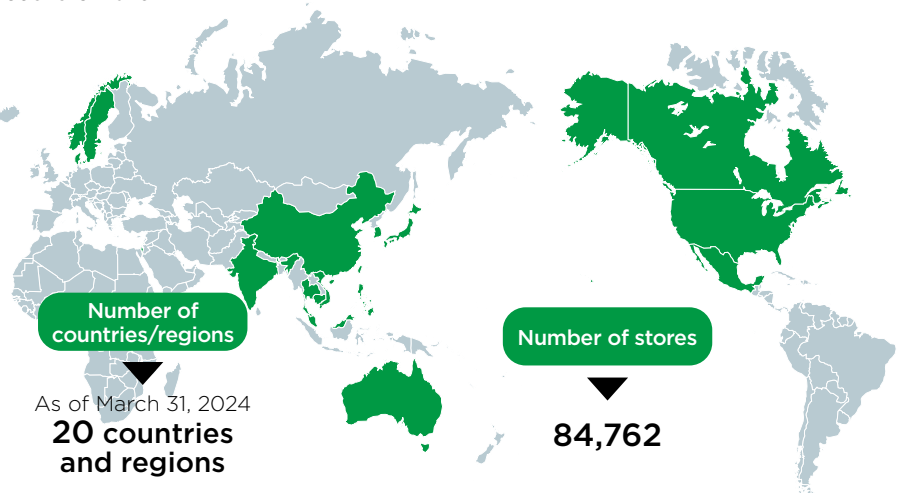 Number of
countries/regions
As of March 31, 2024
20 countries
and regions
Number of stores
84,762